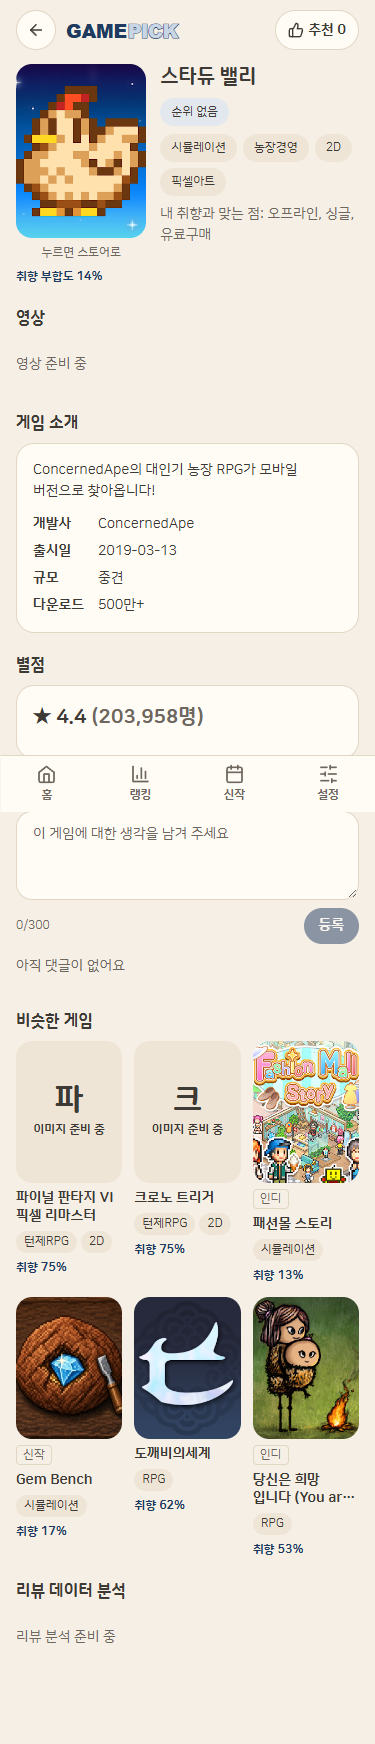 GAMEPICK
추천 0
스타듀 밸리
순위 없음
시뮬레이션 농장경영 2D
픽셀아트
내 취향과 맞는 점: 오프라인, 싱글,
유료구매
누르면 스토어로
취향 부합도 14%
영상
영상 준비 중
게임 소개
ConcernedApe의 대인기 농장 RPG가 모바일
버전으로 찾아옵니다!
개발사 ConcernedApe
출시일 2019-03-13
규모 중견
다운로드 500만+
별점
★ 4.4 (203,958명)
홈 랭킹 신작 설정
이 게임에 대한 생각을 남겨 주세요
0/300
등록
아직 댓글이 없어요
비슷한 게임
파
이미지 준비 중
파이널 판타지 VI
픽셀 리마스터
턴제RPG 2D
취향 75%
크
이미지 준비 중
크로노 트리거
턴제RPG 2D
취향 75%
Fashion Mall
Story
인디
패션몰 스토리
시뮬레이션
취향 13%
신작
Gem Bench
시뮬레이션
취향 17%
도깨비의세계
RPG
취향 62%
인디
당신은 희망
입니다 (You ar…
RPG
취향 53%
리뷰 데이터 분석
리뷰 분석 준비 중